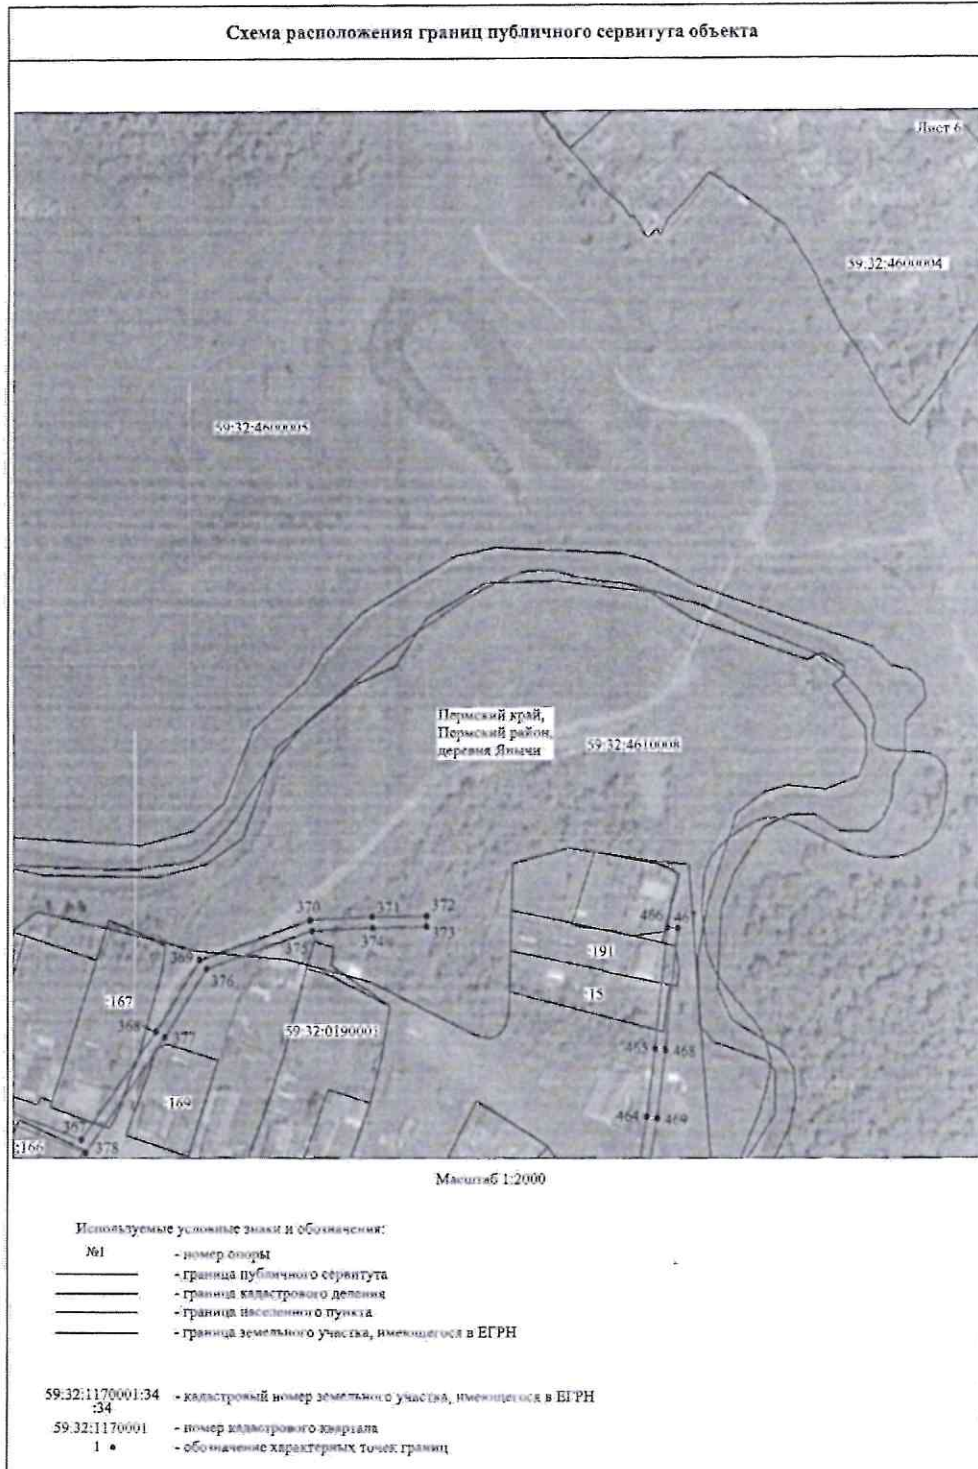 Схема расположения границ публичного сервитута объекта
Лист 6
59:32:4600004
59:32:4600005
Пермский край,
Пермский район,
деревня Янычи
59:32:4610008
370
371
372
373
374
375
369
376
466
467
:191
:15
:167
368
377
59:32:0190001
465
468
:169
464
469
367
378
:166
Масштаб 1:2000
Используемые условные знаки и обозначения:
№1 - номер опоры
- граница публичного сервитута
- граница кадастрового деления
- граница населенного пункта
- граница земельного участка, имеющегося в ЕГРН
59:32:1170001:34 - кадастровый номер земельного участка, имеющегося в ЕГРН
:34
59:32:1170001 - номер кадастрового квартала
1 • - обозначение характерных точек границ